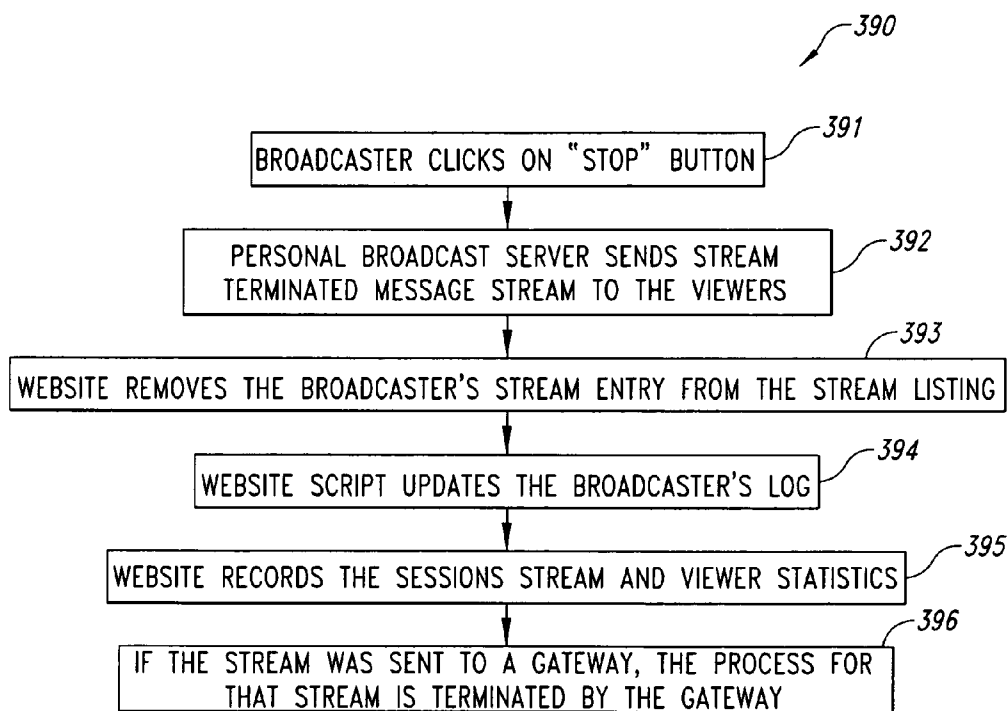 390
391
BROADCASTER CLICKS ON "STOP" BUTTON
392
PERSONAL BROADCAST SERVER SENDS STREAM
TERMINATED MESSAGE STREAM TO THE VIEWERS
393
WEBSITE REMOVES THE BROADCASTER'S STREAM ENTRY FROM THE STREAM LISTING
394
WEBSITE SCRIPT UPDATES THE BROADCASTER'S LOG
395
WEBSITE RECORDS THE SESSIONS STREAM AND VIEWER STATISTICS
396
IF THE STREAM WAS SENT TO A GATEWAY, THE PROCESS FOR
THAT STREAM IS TERMINATED BY THE GATEWAY